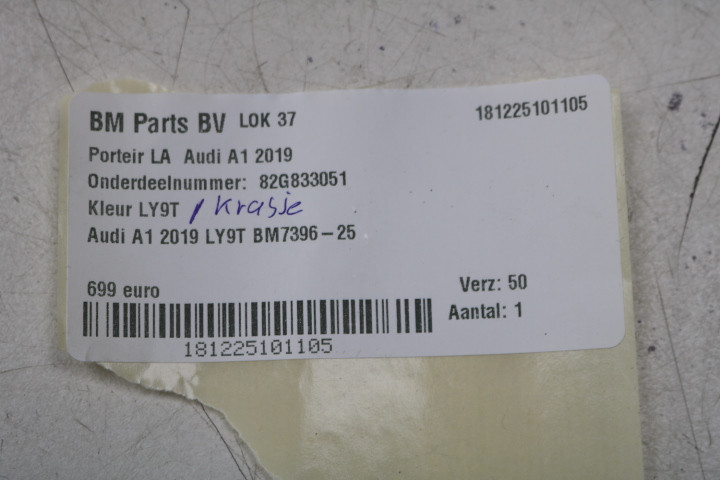 BM Parts BV LOK 37 181225101105
Porteir LA Audi A1 2019
Onderdeelnummer: 82G833051
Kleur LY9T / krasje
Audi A1 2019 LY9T BM7396-25
699 euro Verz: 50
Aantal: 1
181225101105